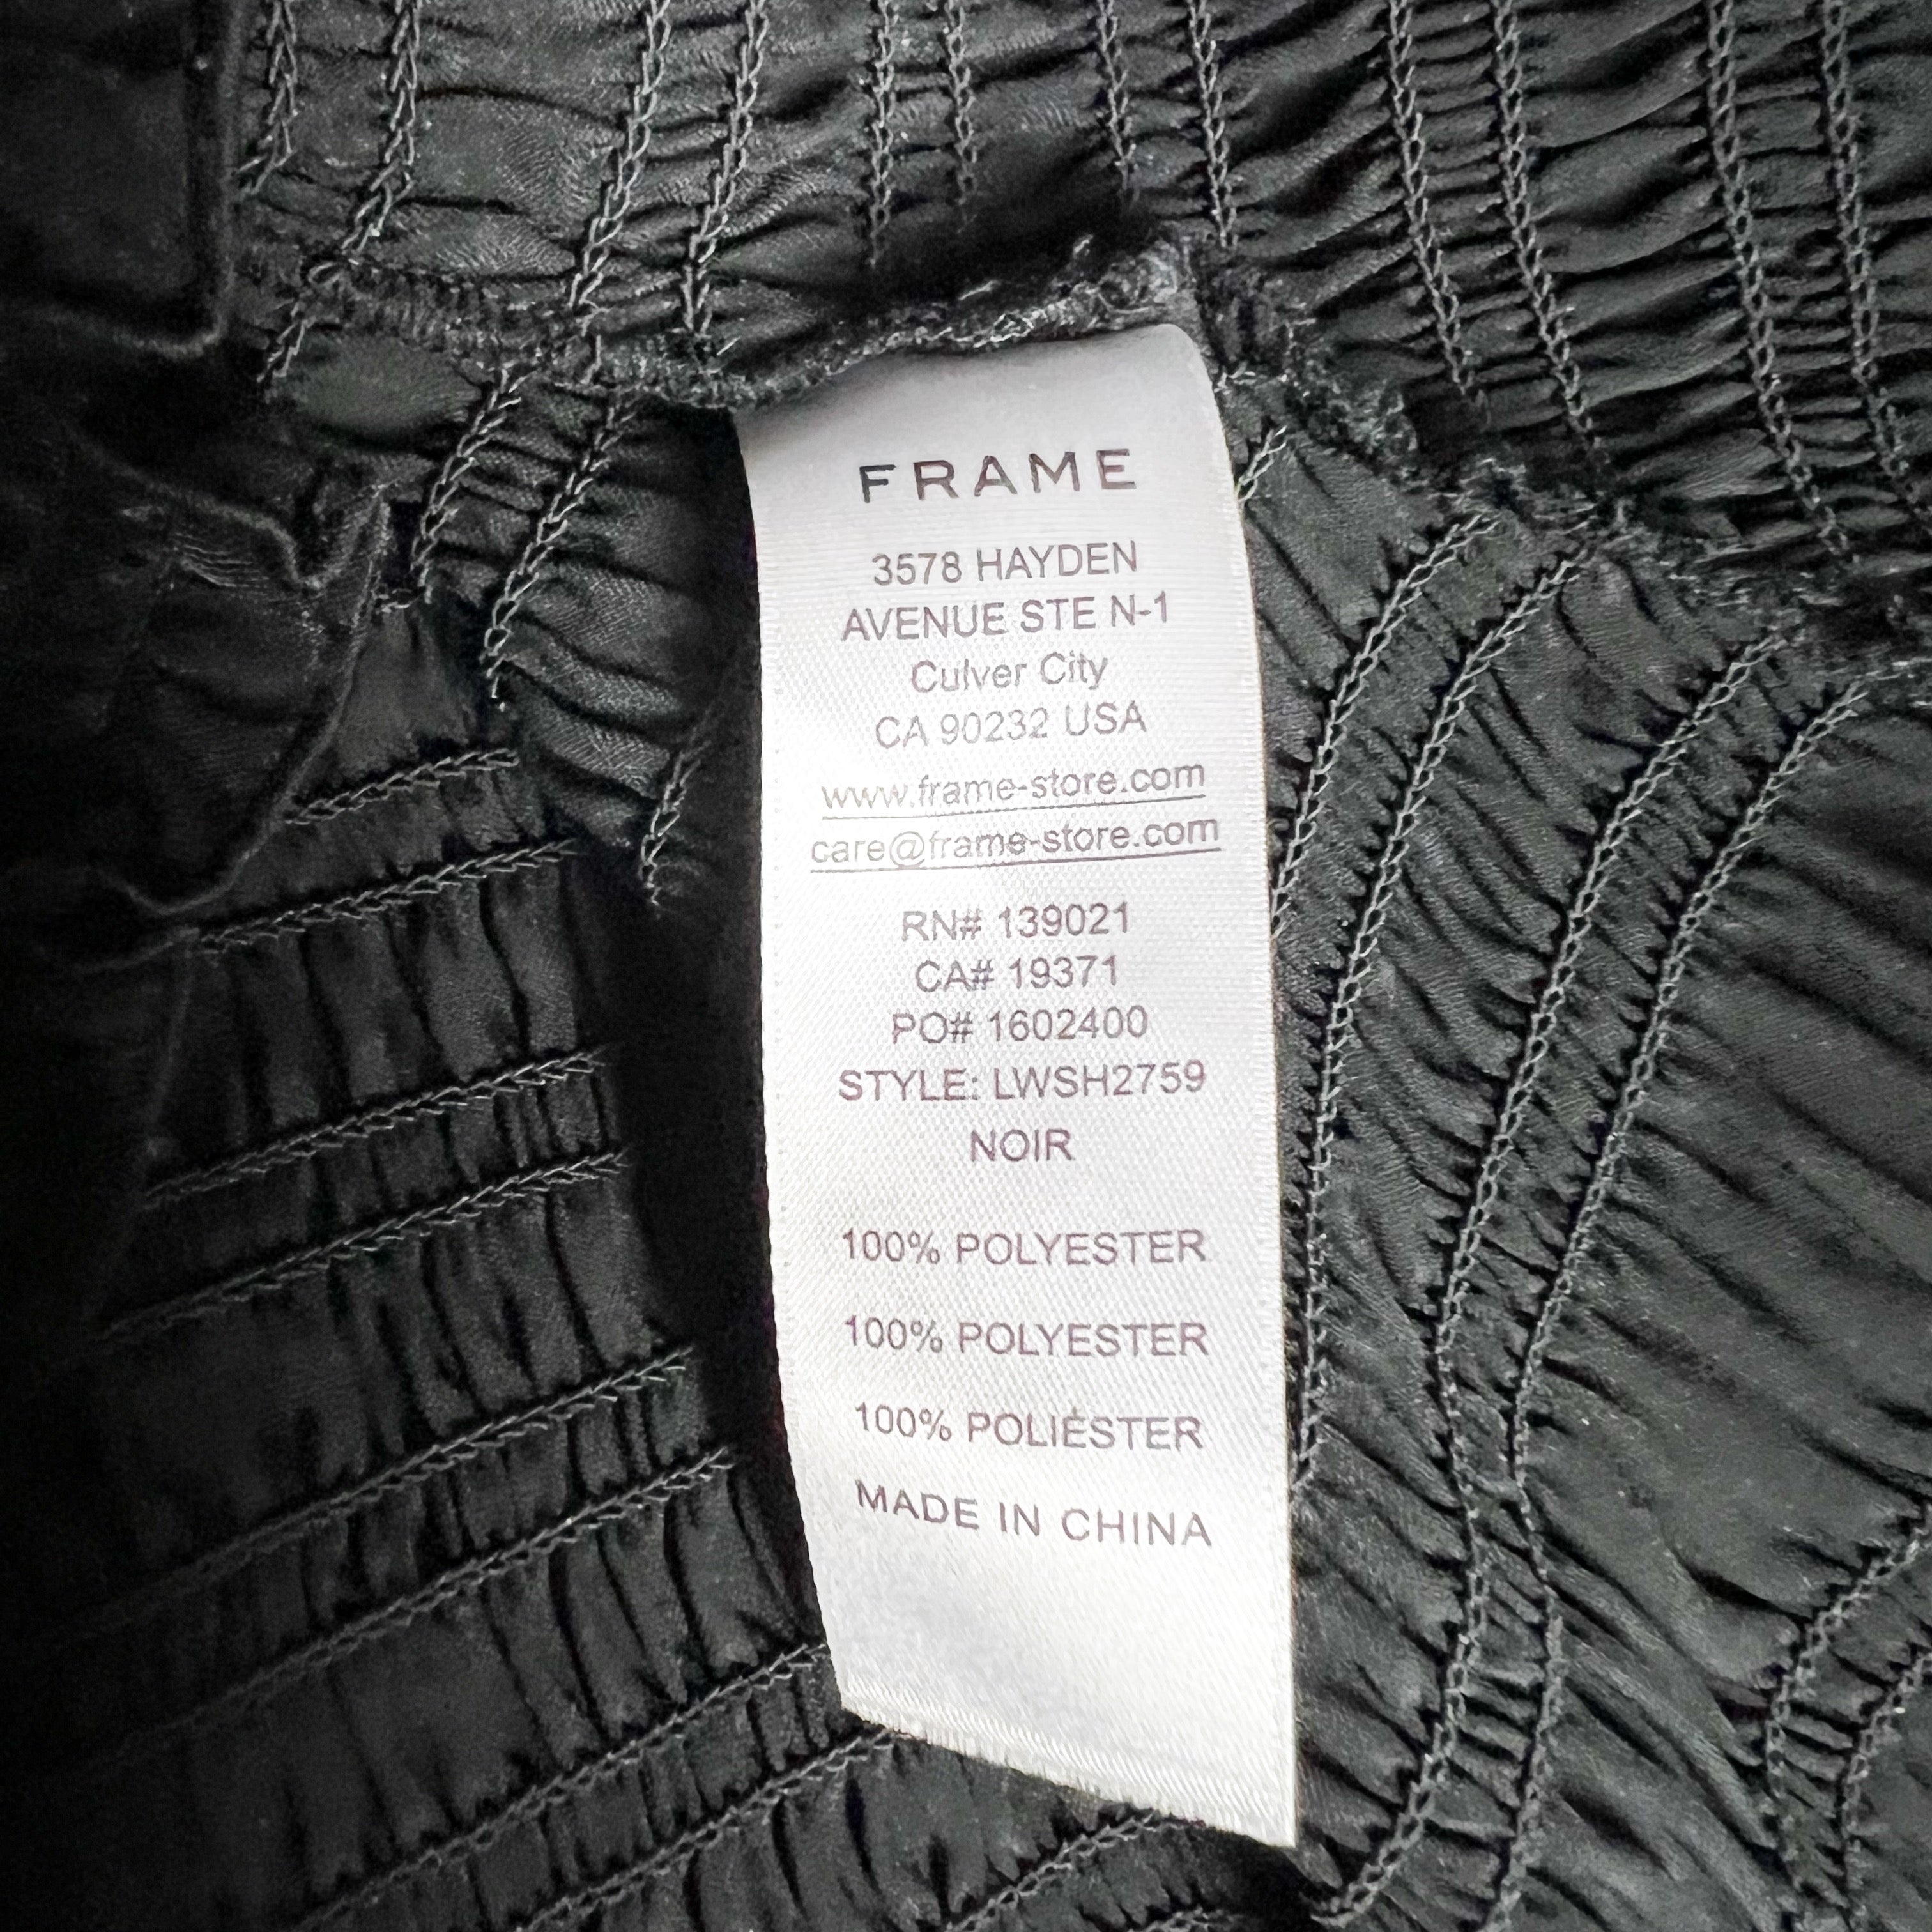 FRAME
3578 HAYDEN
AVENUE STE N-1
Culver City
CA 90232 USA
www.frame-store.com
care@frame-store.com
RN# 139021
CA# 19371
PO# 1602400
STYLE: LWSH2759
NOIR
100% POLYESTER
100% POLYESTER
100% POLIÉSTER
MADE IN CHINA